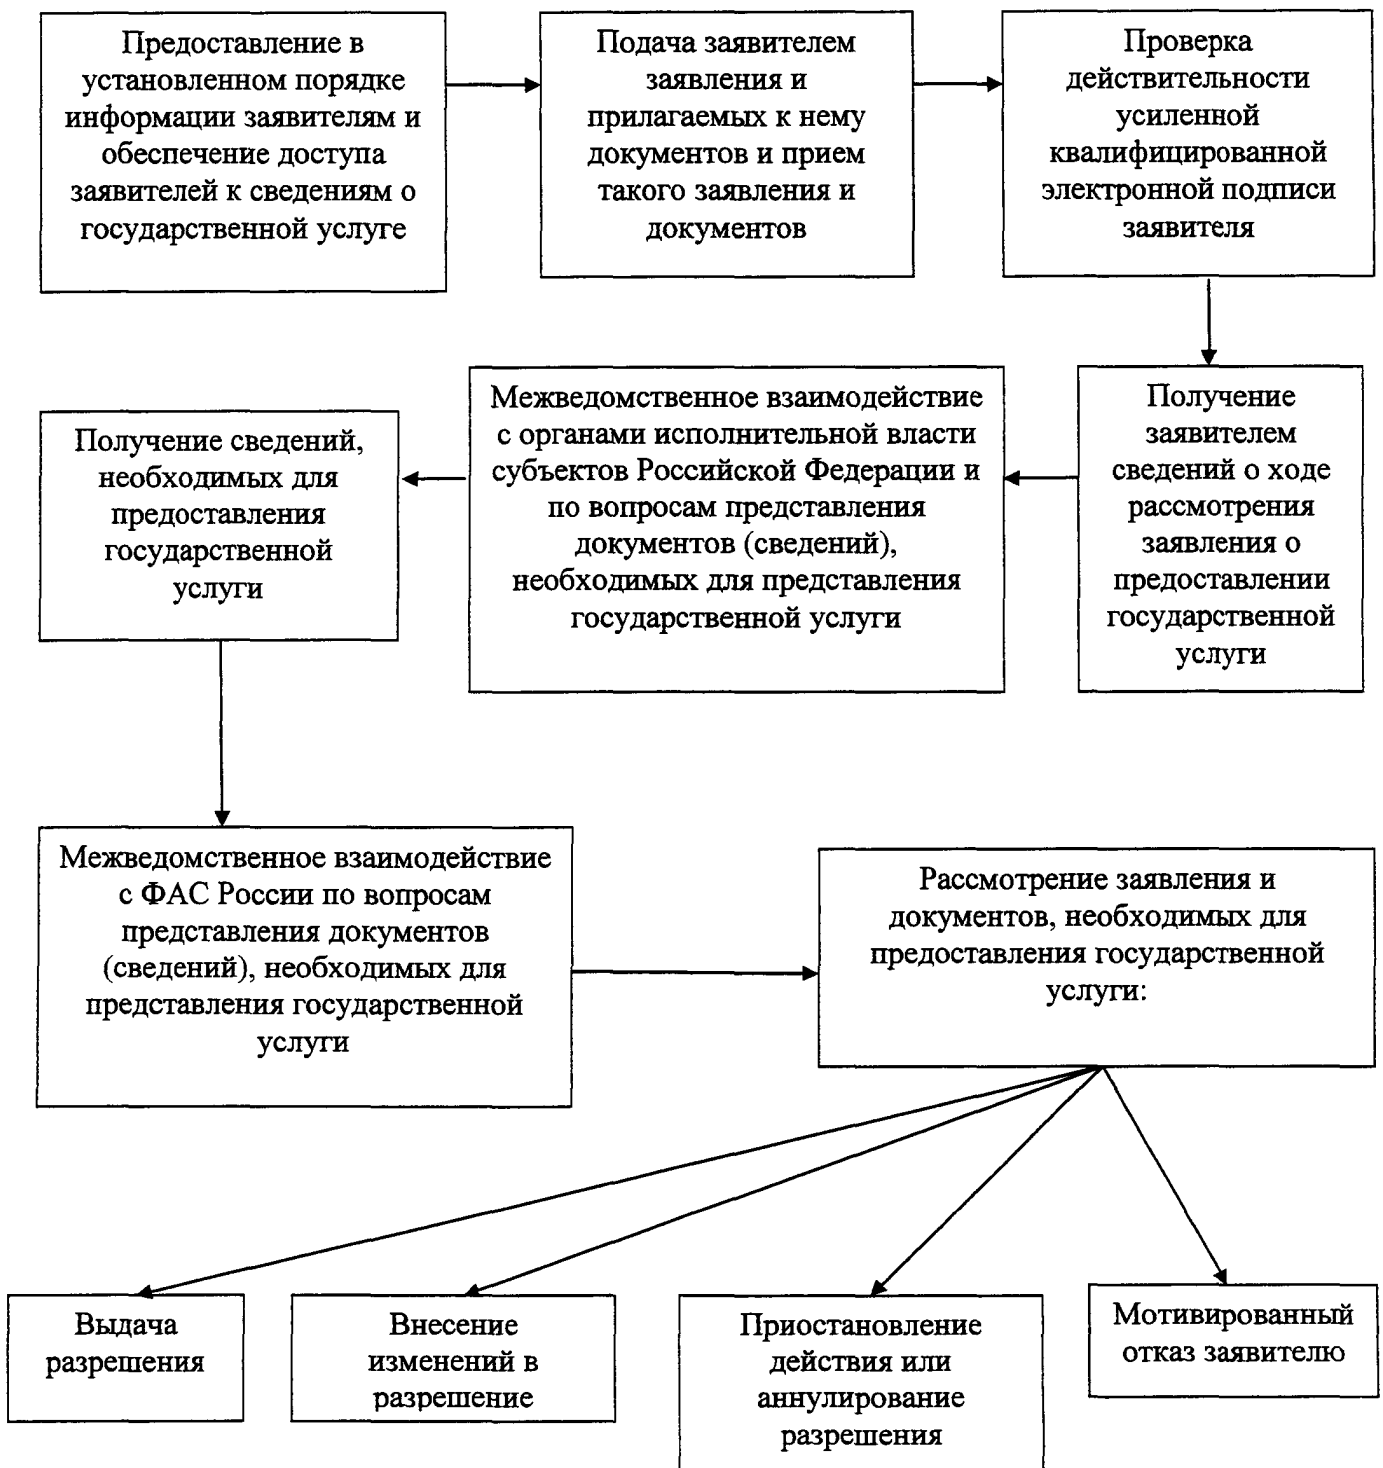 Предоставление в
установленном порядке
информации заявителям и
обеспечение доступа
заявителей к сведениям о
государственной услуге
Подача заявителем
заявления и
прилагаемых к нему
документов и прием
такого заявления и
документов
Проверка
действительности
усиленной
квалифицированной
электронной подписи
заявителя
Получение
заявителем
сведений о ходе
рассмотрения
заявления о
предоставлении
государственной
услуги
Межведомственное взаимодействие
с органами исполнительной власти
субъектов Российской Федерации и
по вопросам представления
документов (сведений),
необходимых для представления
государственной услуги
Получение сведений,
необходимых для
предоставления
государственной
услуги
Межведомственное взаимодействие
с ФАС России по вопросам
представления документов
(сведений), необходимых для
представления государственной
услуги
Рассмотрение заявления и
документов, необходимых для
предоставления государственной
услуги:
Выдача
разрешения
Внесение
изменений в
разрешение
Приостановление
действия или
аннулирование
разрешения
Мотивированный
отказ заявителю